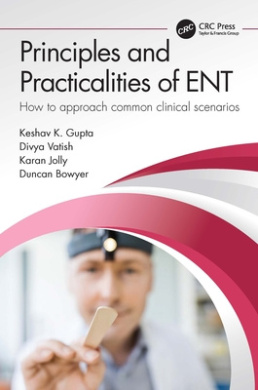 CRC Press
Taylor & Francis Group
Principles and
Practicalities of ENT
How to approach common clinical scenarios
Keshav K. Gupta
Divya Vatish
Karan Jolly
Duncan Bowyer